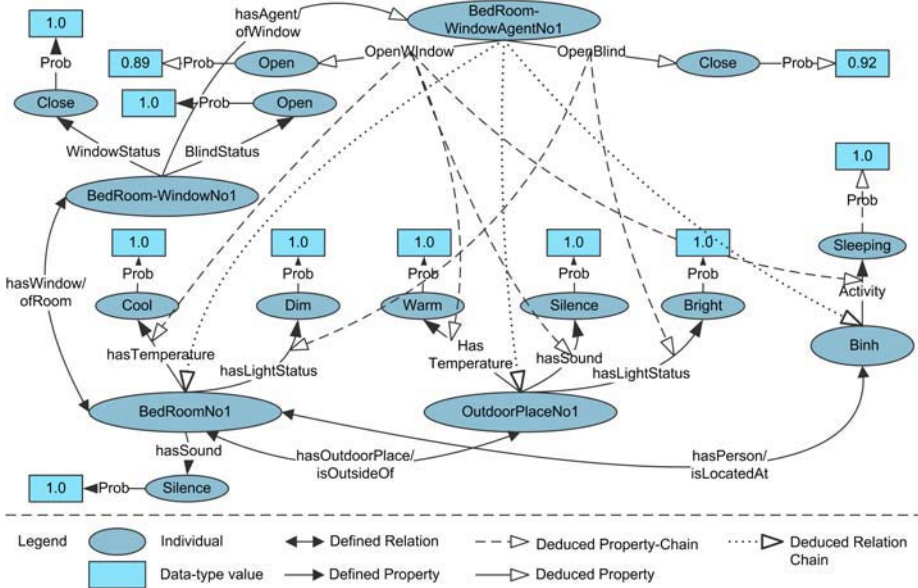 1.0
hasAgent/
ofWindow
BedRoom-
WindowAgentNo1
Prob
0.89
Prob
Open
OpenWIndow
OpenBlind
Close
Prob
0.92
Close
1.0
Prob
Open
WindowStatus
BlindStatus
1.0
BedRoom-WindowNo1
Prob
1.0
1.0
1.0
1.0
1.0
Sleeping
hasWindow/
ofRoom
Prob
Prob
Prob
Prob
Prob
Activity
Cool
Dim
Warm
Silence
Bright
hasTemperature
hasLightStatus
Has
Temperature
hasSound
hasLightStatus
Binh
BedRoomNo1
OutdoorPlaceNo1
hasSound
hasOutdoorPlace/
isOutsideOf
hasPerson/
isLocatedAt
1.0
Prob
Silence
Legend
Individual
Defined Relation
Deduced Property-Chain
Deduced Relation
Chain
Data-type value
Defined Property
Deduced Property